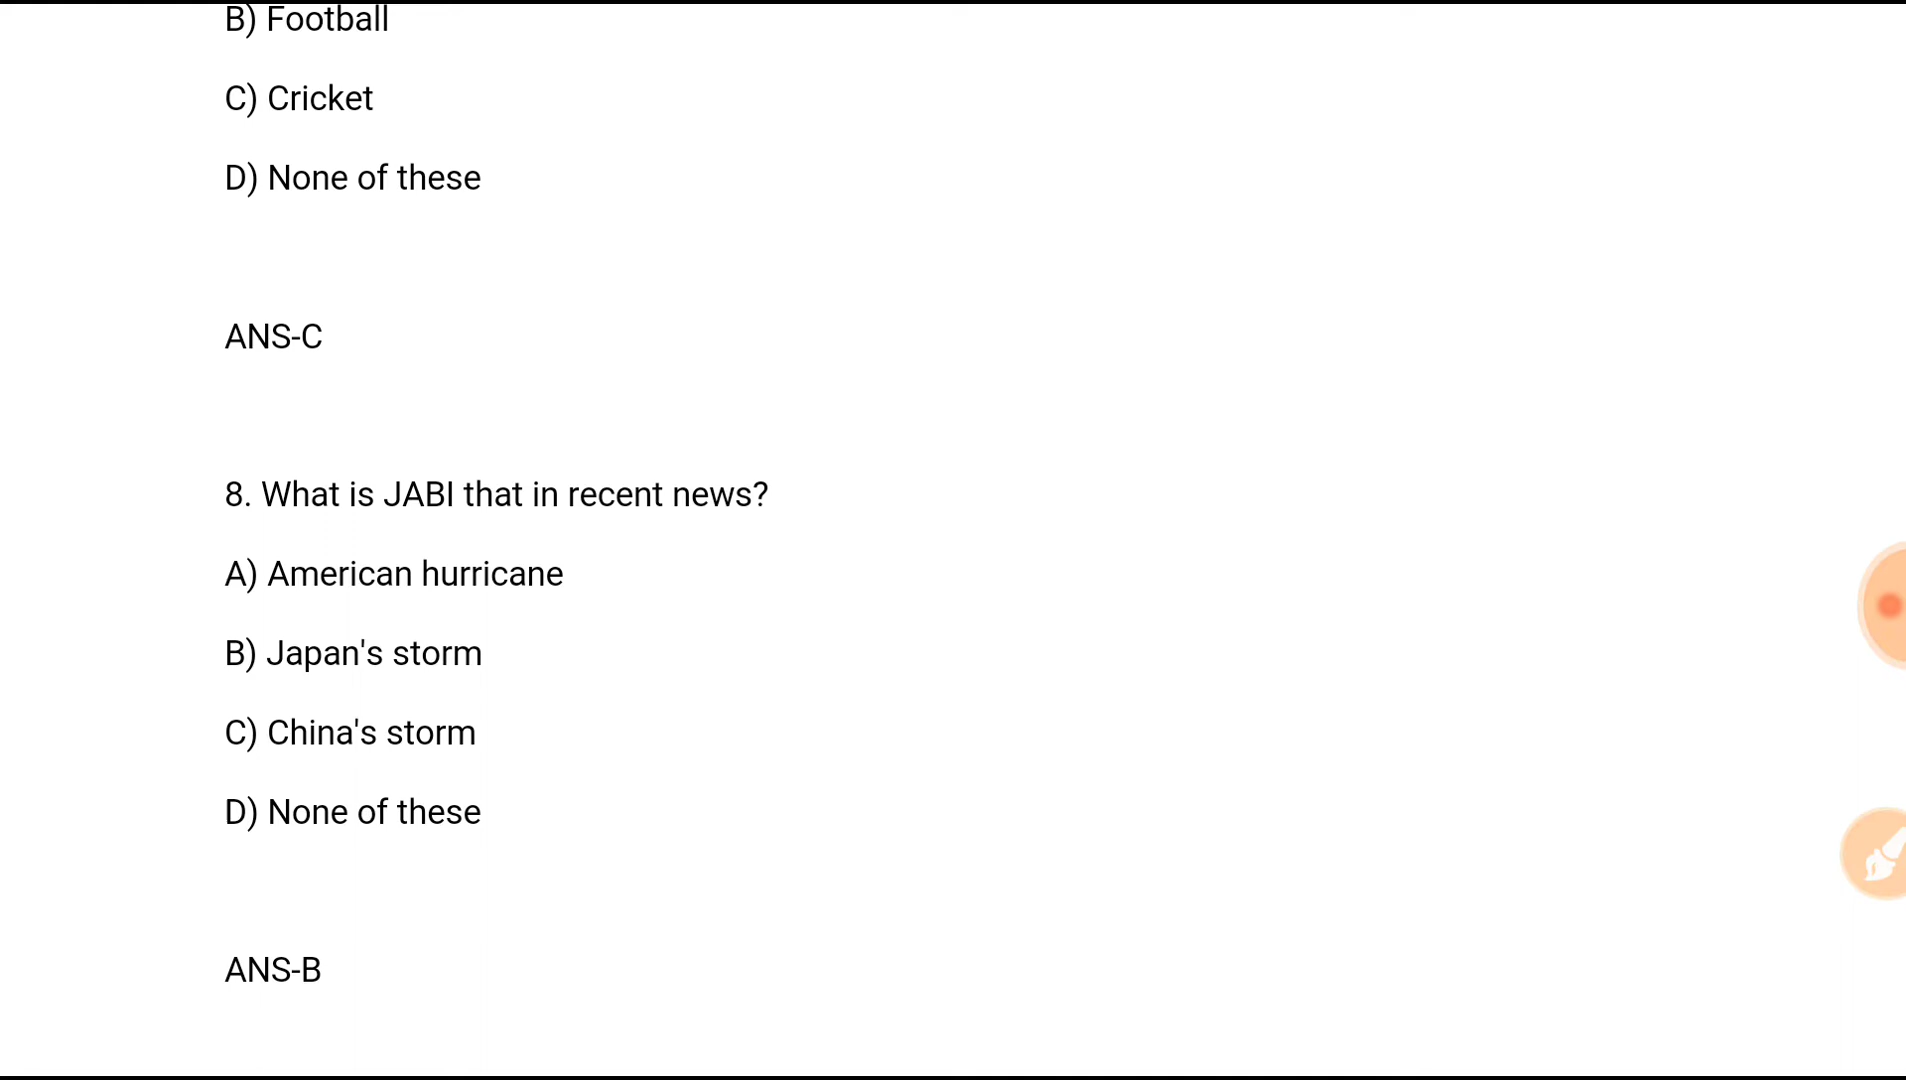 B) Football
C) Cricket
D) None of these
ANS-C
8. What is JABI that in recent news?
A) American hurricane
B) Japan's storm
C) China's storm
D) None of these
ANS-B